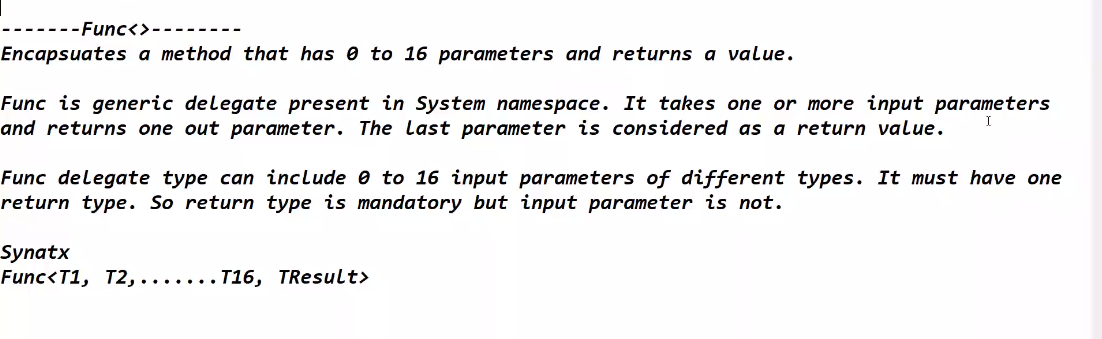 -------Func<>--------
Encapsuates a method that has 0 to 16 parameters and returns a value.
Func is generic delegate present in System namespace. It takes one or more input parameters
and returns one out parameter. The last parameter is considered as a return value.
Func delegate type can include 0 to 16 input parameters of different types. It must have one
return type. So return type is mandatory but input parameter is not.
Synatx
Func<T1, T2,.......T16, TResult>